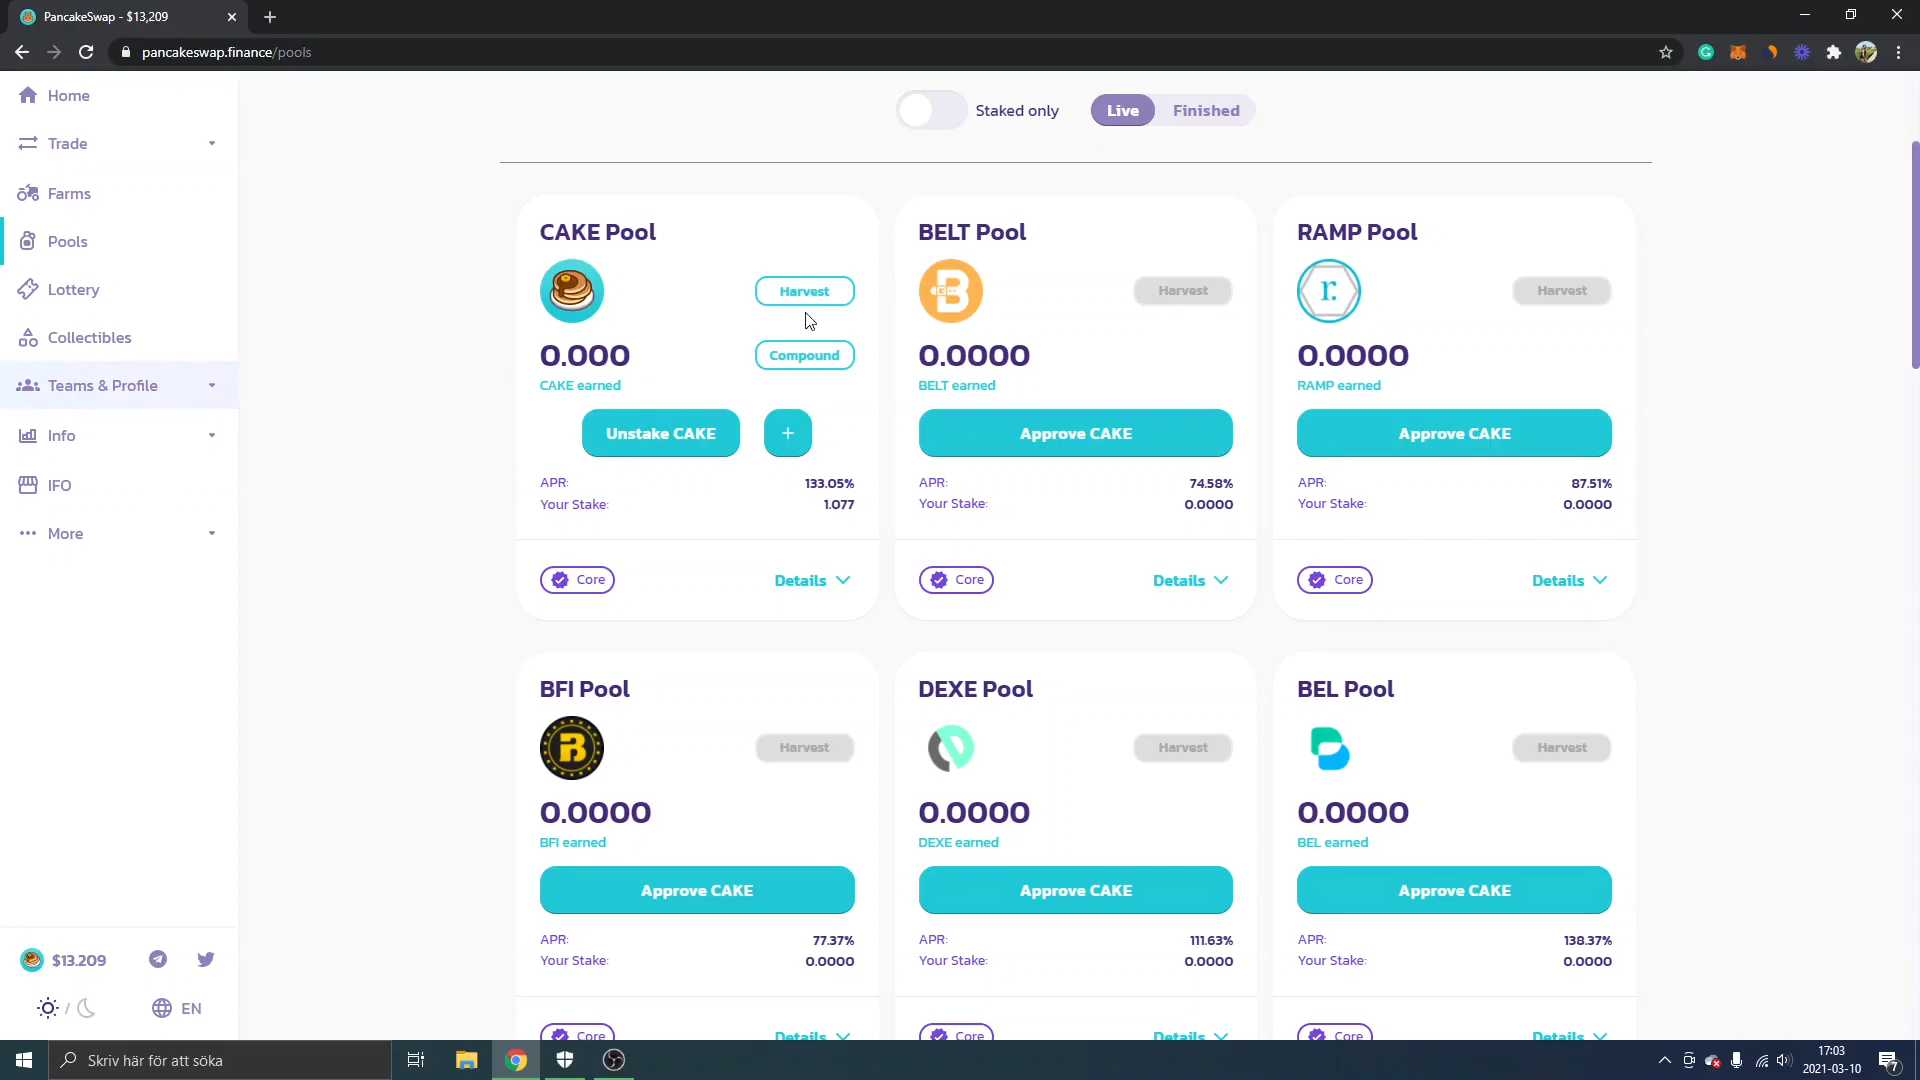 PancakeSwap - $13,209
pancakeswap.finance/pools
Home
Trade
Farms
Pools
Lottery
Collectibles
Teams & Profile
Info
IFO
More
$13.209
/
EN
Staked only
Live
Finished
CAKE Pool
Harvest
0.000
Compound
CAKE earned
Unstake CAKE
+
APR:
133.05%
Your Stake:
1.077
Core
Details
BELT Pool
Harvest
0.0000
BELT earned
Approve CAKE
APR:
74.58%
Your Stake:
0.0000
Core
Details
RAMP Pool
r.
Harvest
0.0000
RAMP earned
Approve CAKE
APR:
87.51%
Your Stake:
0.0000
Core
Details
BFI Pool
Harvest
0.0000
BFI earned
Approve CAKE
APR:
77.37%
Your Stake:
0.0000
Core
Details
DEXE Pool
Harvest
0.0000
DEXE earned
Approve CAKE
APR:
111.63%
Your Stake:
0.0000
Core
Details
BEL Pool
Harvest
0.0000
BEL earned
Approve CAKE
APR:
138.37%
Your Stake:
0.0000
Core
Details
Skriv här för att söka
17:03
2021-03-10
7